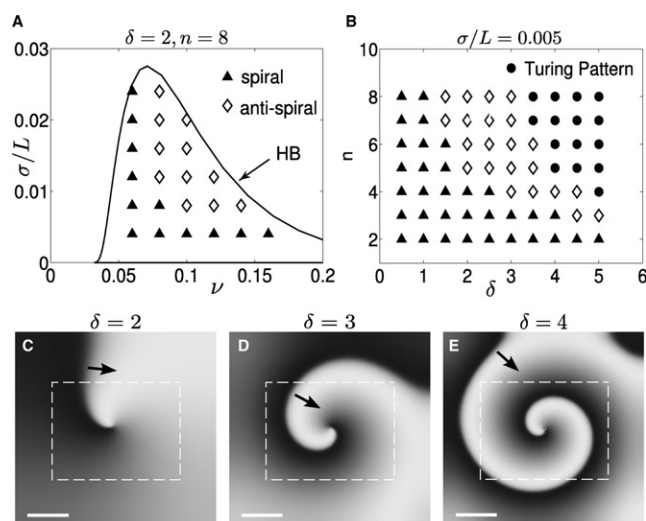 A
δ = 2, n = 8
0.03
0.02
0.01
0
σ/L
▲ spiral
◇ anti-spiral
HB
0 0.05 0.1 0.15 0.2
ν
B
σ/L = 0.005
● Turing Pattern
10
8
6
4
2
n
0 1 2 3 4 5 6
δ
δ = 2
δ = 3
δ = 4
C
D
E